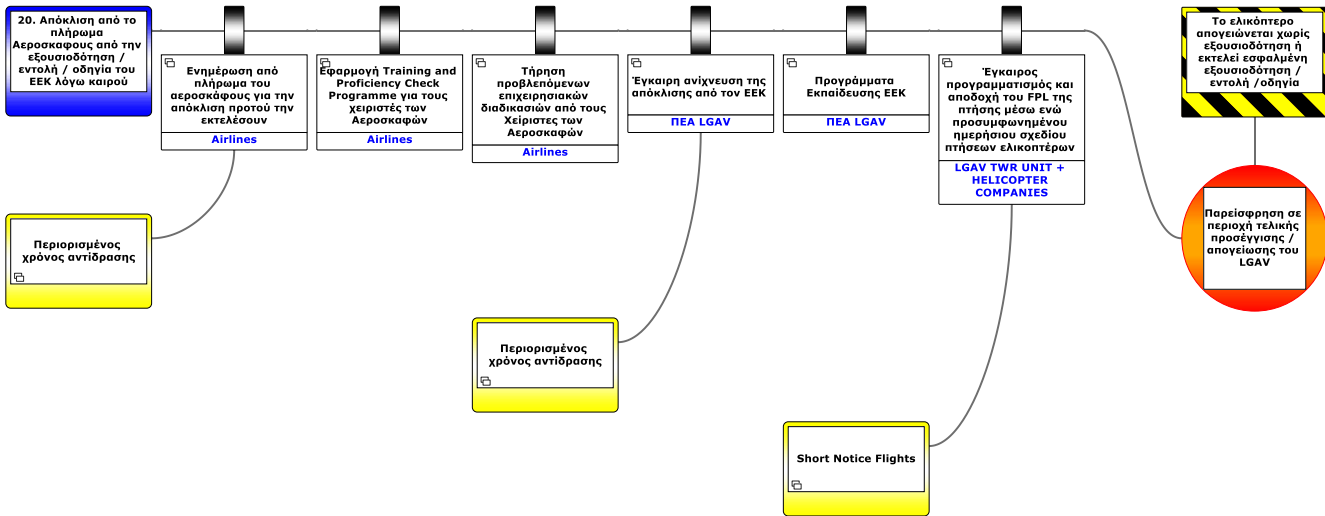 20. Απόκλιση από το
πλήρωμα
Αεροσκαφους από την
εξουσιοδότηση /
εντολή / οδηγία του
ΕΕΚ λόγω καιρού
Ενημέρωση από
πλήρωμα του
αεροσκάφους για την
απόκλιση προτού την
εκτελέσουν
Airlines
Εφαρμογή Training and
Proficiency Check
Programme για τους
χειριστές των
Αεροσκαφών
Airlines
Τήρηση
προβλεπόμενων
επιχειρησιακών
διαδικασιών από τους
Χείριστες των
Αεροσκαφών
Airlines
Έγκαιρη ανίχνευση της
απόκλισης από τον ΕΕΚ
ΠΕΑ LGAV
Προγράμματα
Εκπαίδευσης ΕΕΚ
ΠΕΑ LGAV
Έγκαιρος
προγραμματισμός και
αποδοχή του FPL της
πτήσης μέσω ενώ
προσυμφωνημένου
ημερήσιου σχεδίου
πτήσεων ελικοπτέρων
LGAV TWR UNIT +
HELICOPTER
COMPANIES
Το ελικόπτερο
απογειώνεται χωρίς
εξουσιοδότηση ή
εκτελεί εσφαλμένη
εξουσιοδότηση /
εντολή /οδηγία
Παρείσφρηση σε
περιοχή τελικής
προσέγγισης /
απογείωσης του
LGAV
Περιορισμένος
χρόνος αντίδρασης
Περιορισμένος
χρόνος αντίδρασης
Short Notice Flights